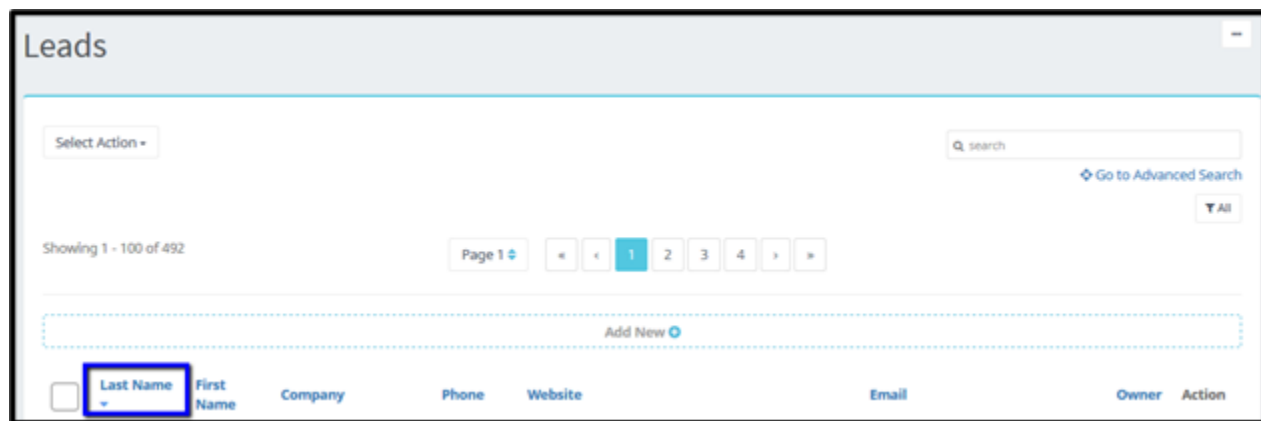 Leads
Select Action
search
Go to Advanced Search
All
Showing 1 - 100 of 492
Page 1 « ‹ 1 2 3 4 › »
Add New
Last Name First Name Company Phone Website Email Owner Action